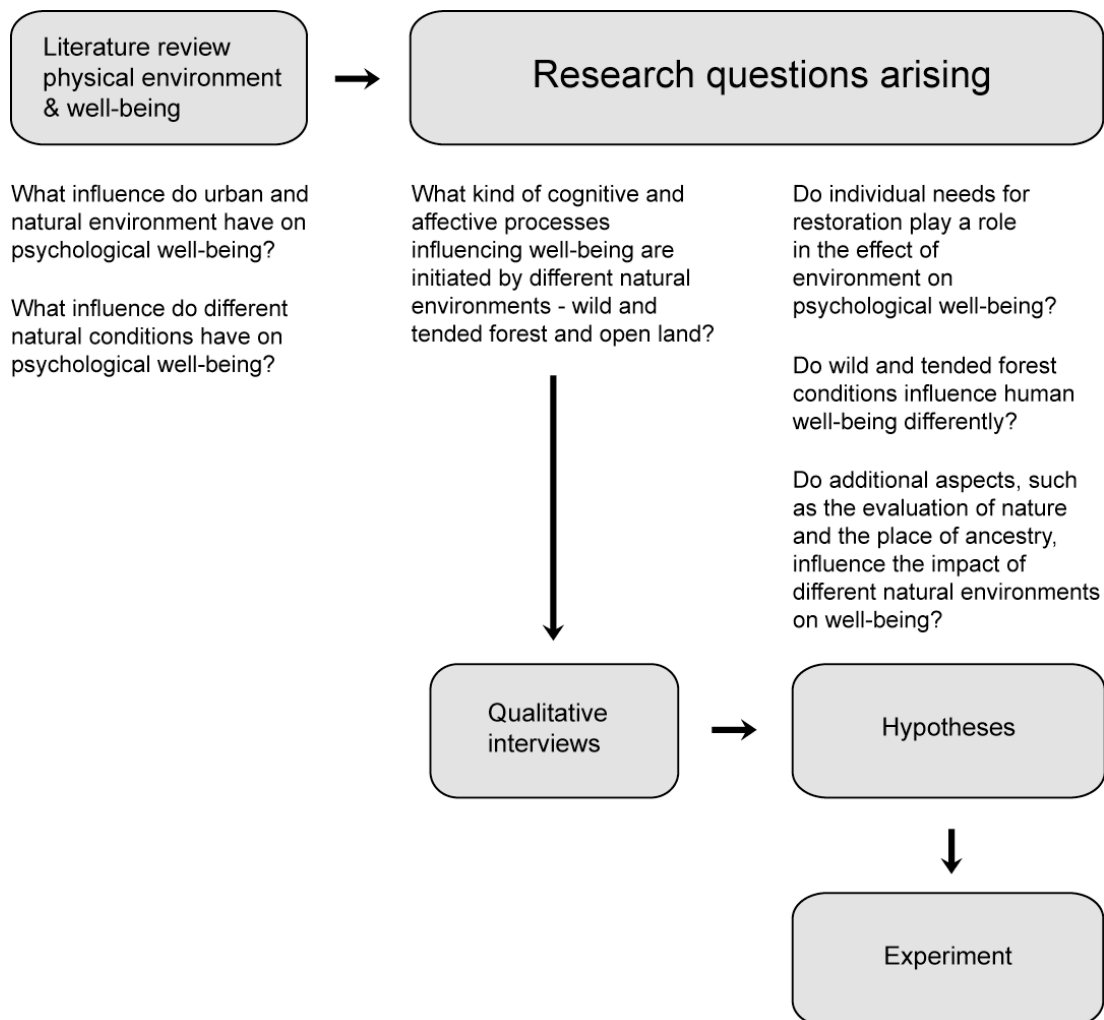 Literature review
physical environment
& well-being
Research questions arising
What influence do urban and
natural environment have on
psychological well-being?
What influence do different
natural conditions have on
psychological well-being?
What kind of cognitive and
affective processes
influencing well-being are
initiated by different natural
environments - wild and
tended forest and open land?
Do individual needs for
restoration play a role
in the effect of
environment on
psychological well-being?
Do wild and tended forest
conditions influence human
well-being differently?
Do additional aspects, such
as the evaluation of nature
and the place of ancestry,
influence the impact of
different natural environments
on well-being?
Qualitative
interviews
Hypotheses
Experiment